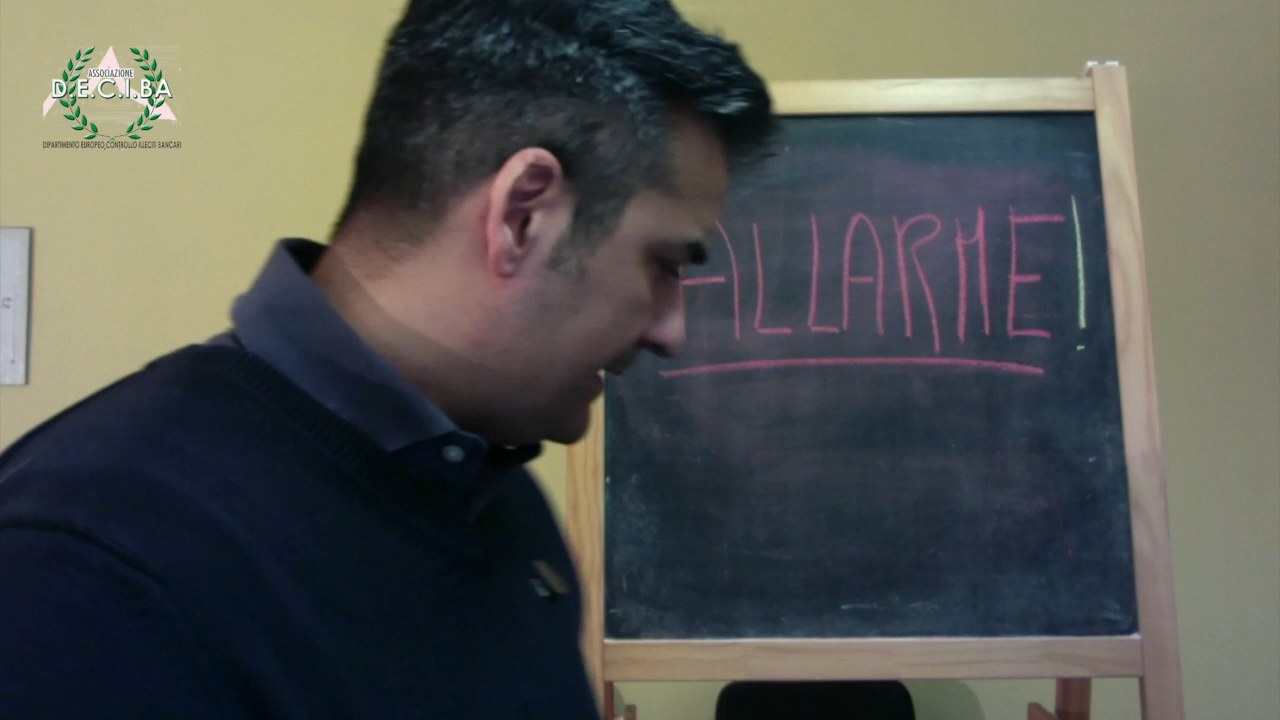 ASSOCIAZIONE
D.E.C.I.BA
DIPARTIMENTO EUROPEO CONTROLLO ILLECITI BANCARI
ALLARME!